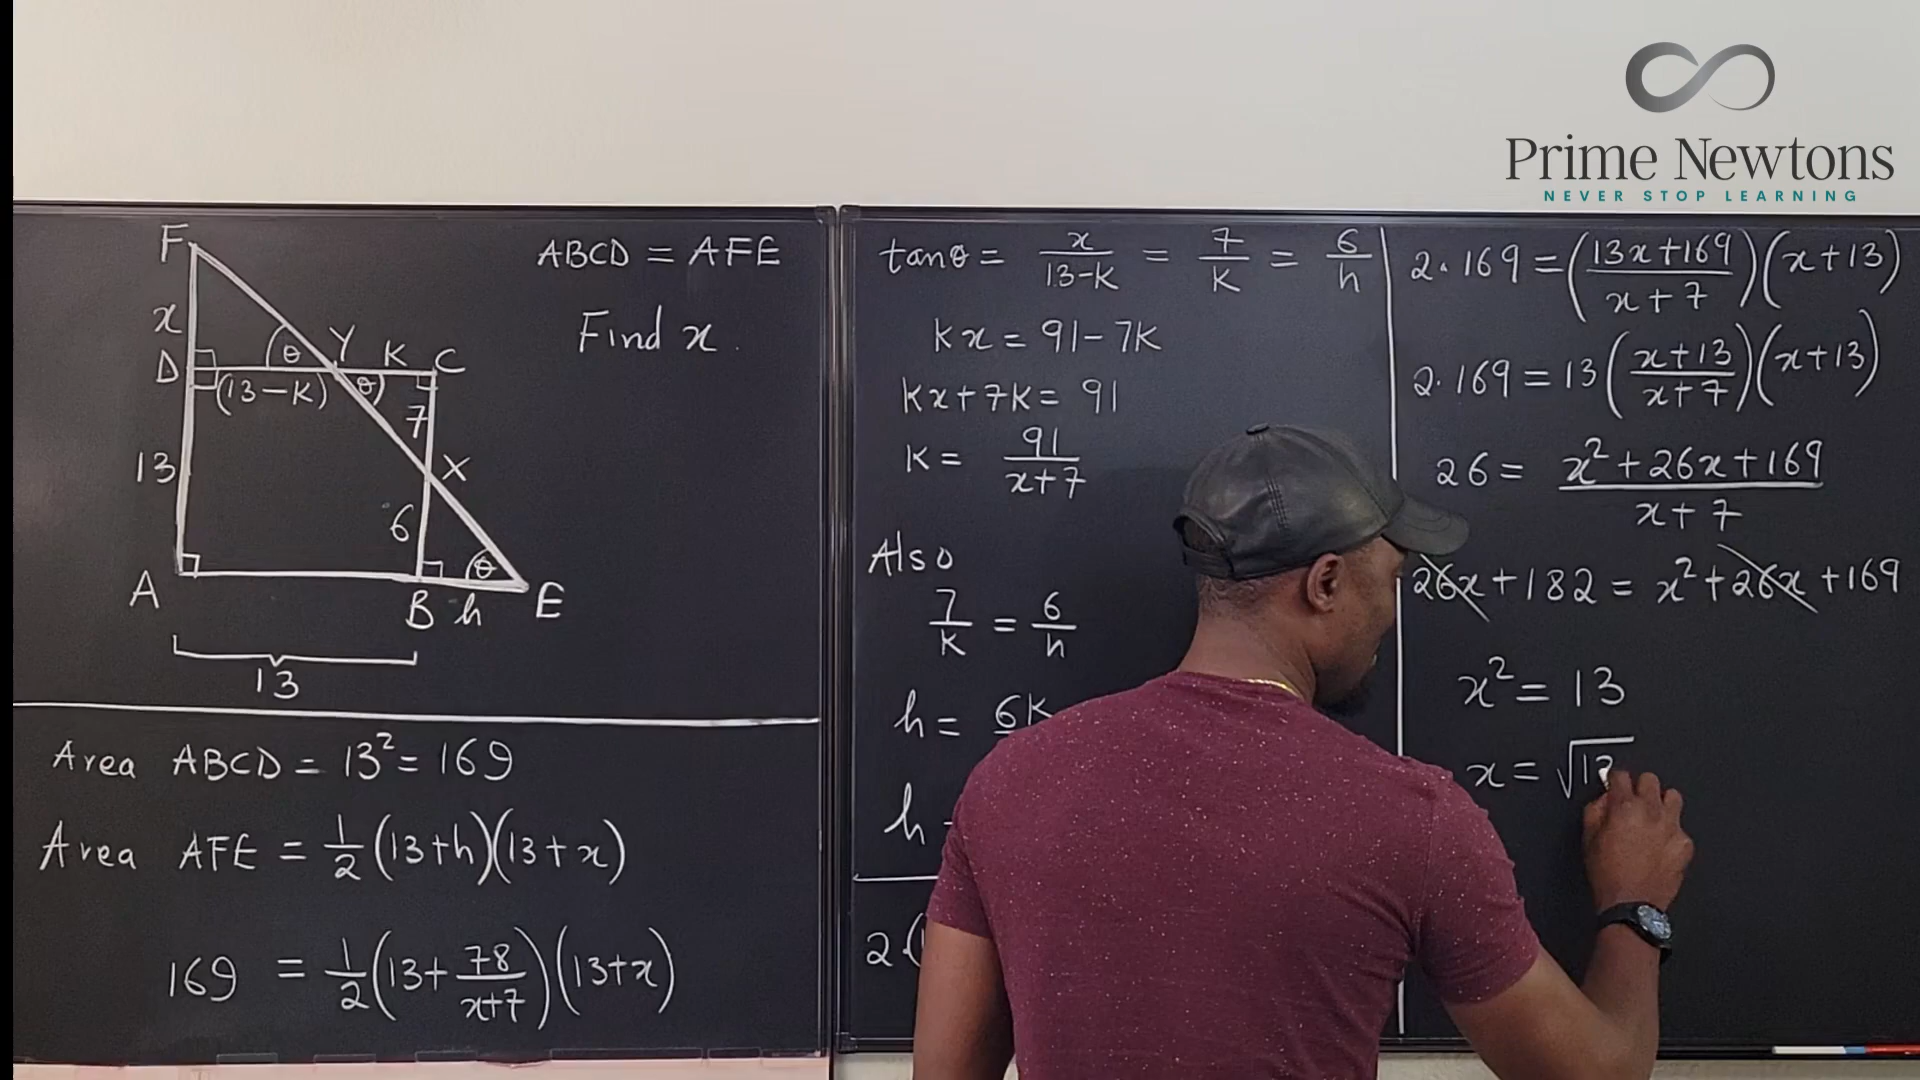 Prime Newtons
NEVER STOP LEARNING
F
x
D
θ
Y
K
C
(13-K)
θ
7
13
X
6
θ
A
B
h
E
13
ABCD = AFE
Find x.
Area ABCD = 13² = 169
Area AFE = 1/2 (13+h)(13+x)
169 = 1/2 (13 + 78/(x+7))(13+x)
tanθ = x/(13-K) = 7/K = 6/h
Kx = 91-7K
Kx+7K = 91
K = 91/(x+7)
Also
7/K = 6/h
h = 6K
h
2(
2·169 = ((13x+169)/(x+7))(x+13)
2·169 = 13((x+13)/(x+7))(x+13)
26 = (x²+26x+169)/(x+7)
26x+182 = x²+26x+169
x² = 13
x = √13